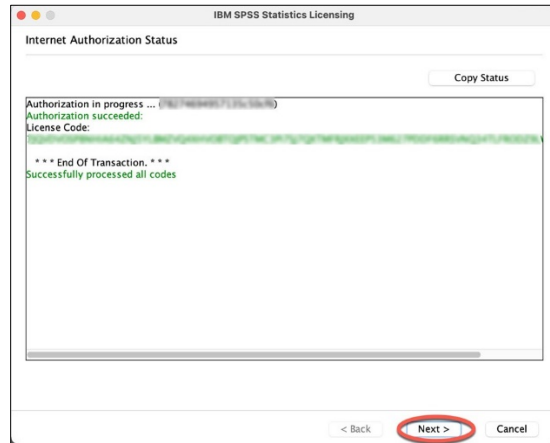 IBM SPSS Statistics Licensing
Internet Authorization Status
Copy Status
Authorization in progress ... ( )
Authorization succeeded:
License Code:
* * * End Of Transaction. * * *
Successfully processed all codes
< Back Next > Cancel